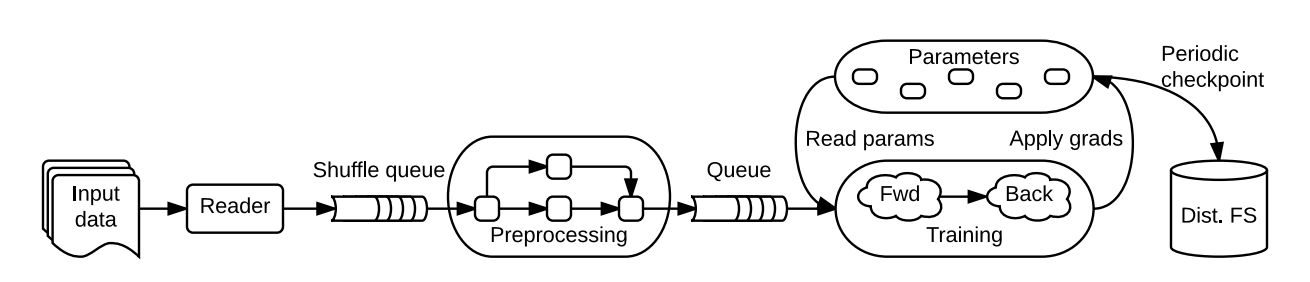 Input
data
Reader
Shuffle queue
Preprocessing
Queue
Parameters
Read params
Apply grads
Fwd
Back
Training
Periodic
checkpoint
Dist. FS